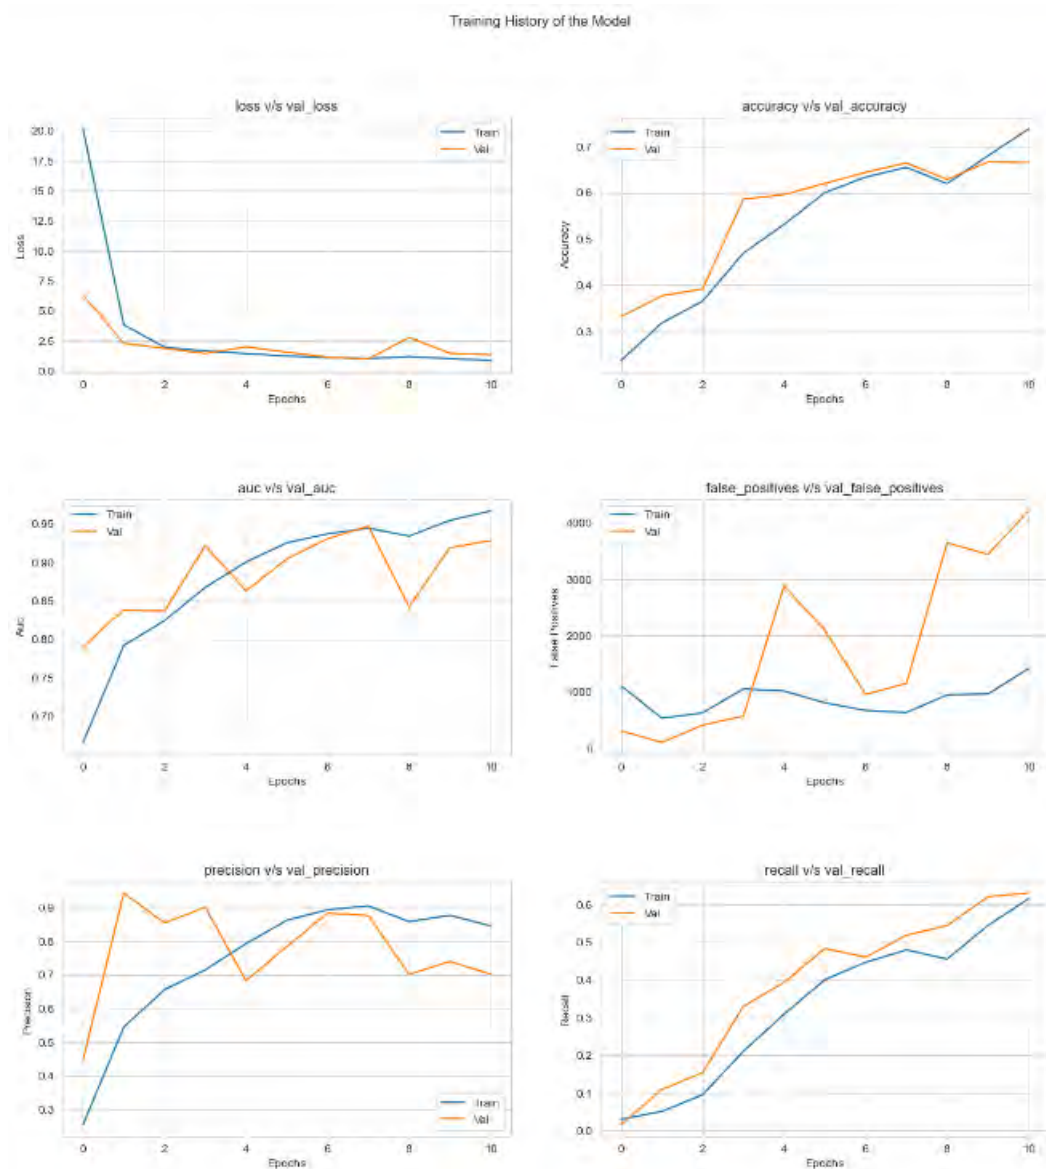 Training History of the Model
loss v/s val_loss
20.0
17.5
15.0
12.5
10.0
7.5
5.0
2.5
0.0
Loss
Train
Val
0 2 4 6 8 10
Epochs
accuracy v/s val_accuracy
0.7
0.6
0.5
0.4
0.3
Accuracy
Train
Val
0 2 4 6 8 10
Epochs
auc v/s val_auc
0.95
0.90
0.85
0.80
0.75
0.70
Auc
Train
Val
0 2 4 6 8 10
Epochs
false_positives v/s val_false_positives
4000
3000
2000
1000
0
False Positives
Train
Val
0 2 4 6 8 10
Epochs
precision v/s val_precision
0.9
0.8
0.7
0.6
0.5
0.4
0.3
Precision
Train
Val
0 2 4 6 8 10
Epochs
recall v/s val_recall
0.6
0.5
0.4
0.3
0.2
0.1
0.0
Recall
Train
Val
0 2 4 6 8 10
Epochs